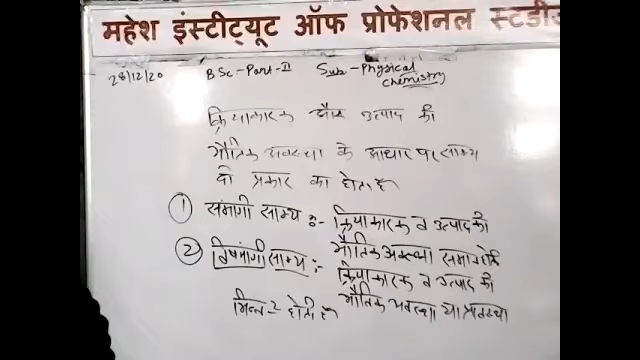 महेश इंस्टीट्यूट ऑफ प्रोफेशनल स्टडीज
28/12/20 BSc-Part-II Sub-Physical chemistry
क्रियाकारक और उत्पाद की
भौतिक अवस्था के आधार पर साम्य
दो प्रकार का होता है
① समांगी साम्य :- क्रियाकारक व उत्पाद की
भौतिक अवस्था समान होती
② विषमांगी साम्य :- क्रियाकारक व उत्पाद की
भौतिक अवस्था या प्रावस्था
भिन्न-2 होती है